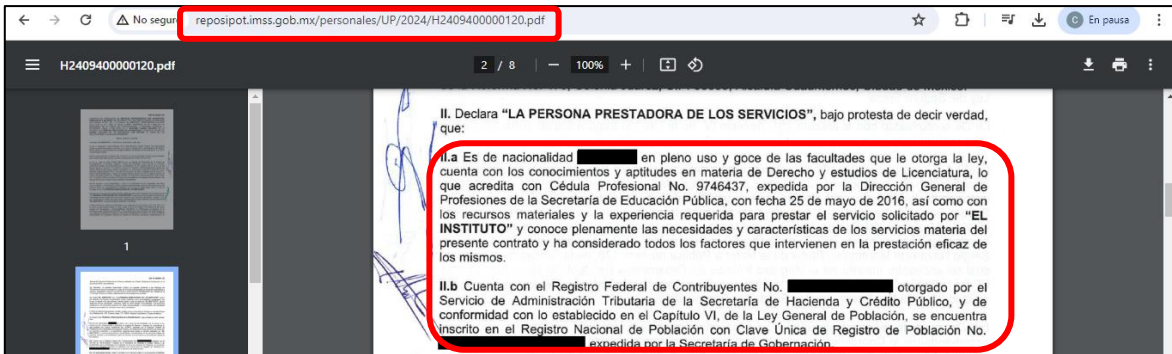 No segur
reposipot.imss.gob.mx/personales/UP/2024/H2409400000120.pdf
C En pausa
H2409400000120.pdf
2 / 8
100%
II. Declara “LA PERSONA PRESTADORA DE LOS SERVICIOS”, bajo protesta de decir verdad,
que:
II.a Es de nacionalidad en pleno uso y goce de las facultades que le otorga la ley,
cuenta con los conocimientos y aptitudes en materia de Derecho y estudios de Licenciatura, lo
que acredita con Cédula Profesional No. 9746437, expedida por la Dirección General de
Profesiones de la Secretaría de Educación Pública, con fecha 25 de mayo de 2016, así como con
los recursos materiales y la experiencia requerida para prestar el servicio solicitado por “EL
INSTITUTO” y conoce plenamente las necesidades y características de los servicios materia del
presente contrato y ha considerado todos los factores que intervienen en la prestación eficaz de
los mismos.
II.b Cuenta con el Registro Federal de Contribuyentes No. otorgado por el
Servicio de Administración Tributaria de la Secretaría de Hacienda y Crédito Público, y de
conformidad con lo establecido en el Capítulo VI, de la Ley General de Población, se encuentra
inscrito en el Registro Nacional de Población con Clave Única de Registro de Población No.
expedida por la Secretaría de Gobernación.
1